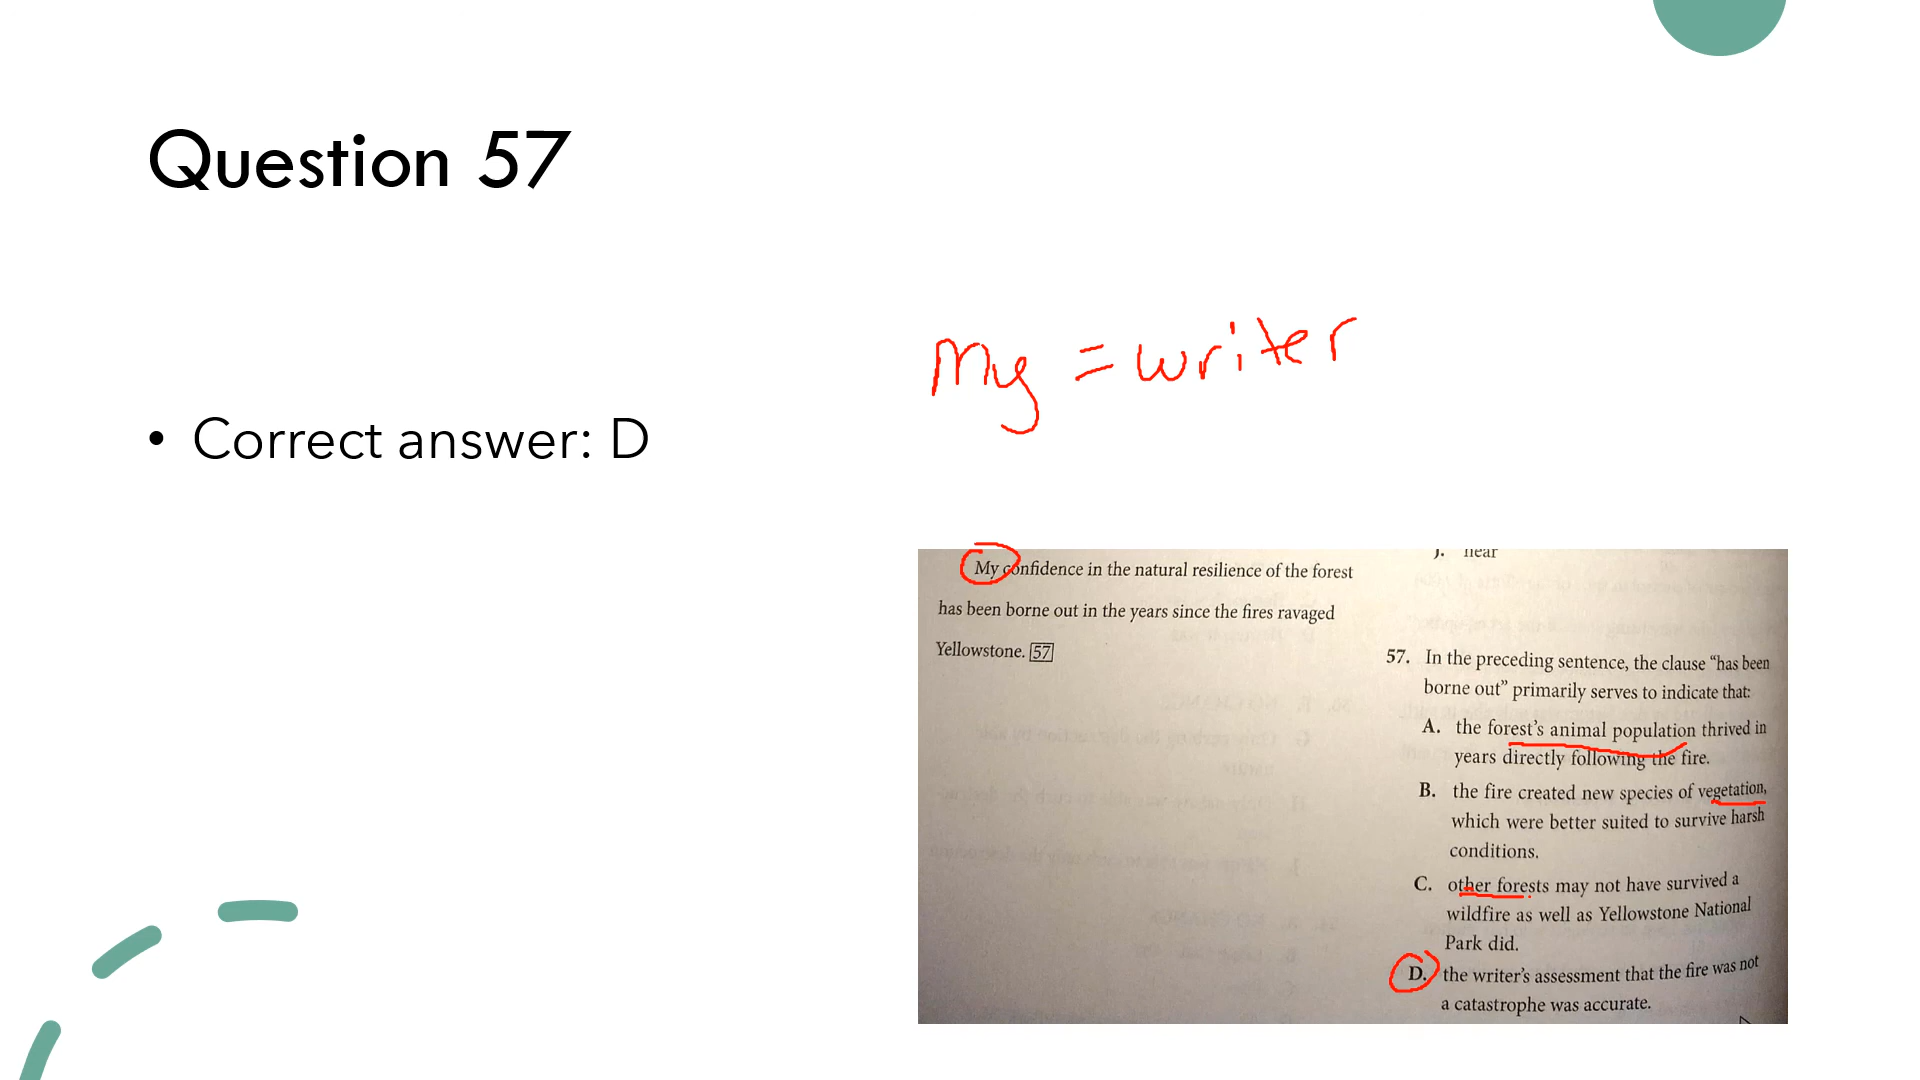 Question 57
• Correct answer: D
My = writer
My confidence in the natural resilience of the forest
has been borne out in the years since the fires ravaged
Yellowstone. 57
J. near
57. In the preceding sentence, the clause “has been
borne out” primarily serves to indicate that:
A. the forest’s animal population thrived in
years directly following the fire.
B. the fire created new species of vegetation,
which were better suited to survive harsh
conditions.
C. other forests may not have survived a
wildfire as well as Yellowstone National
Park did.
D. the writer’s assessment that the fire was not
a catastrophe was accurate.